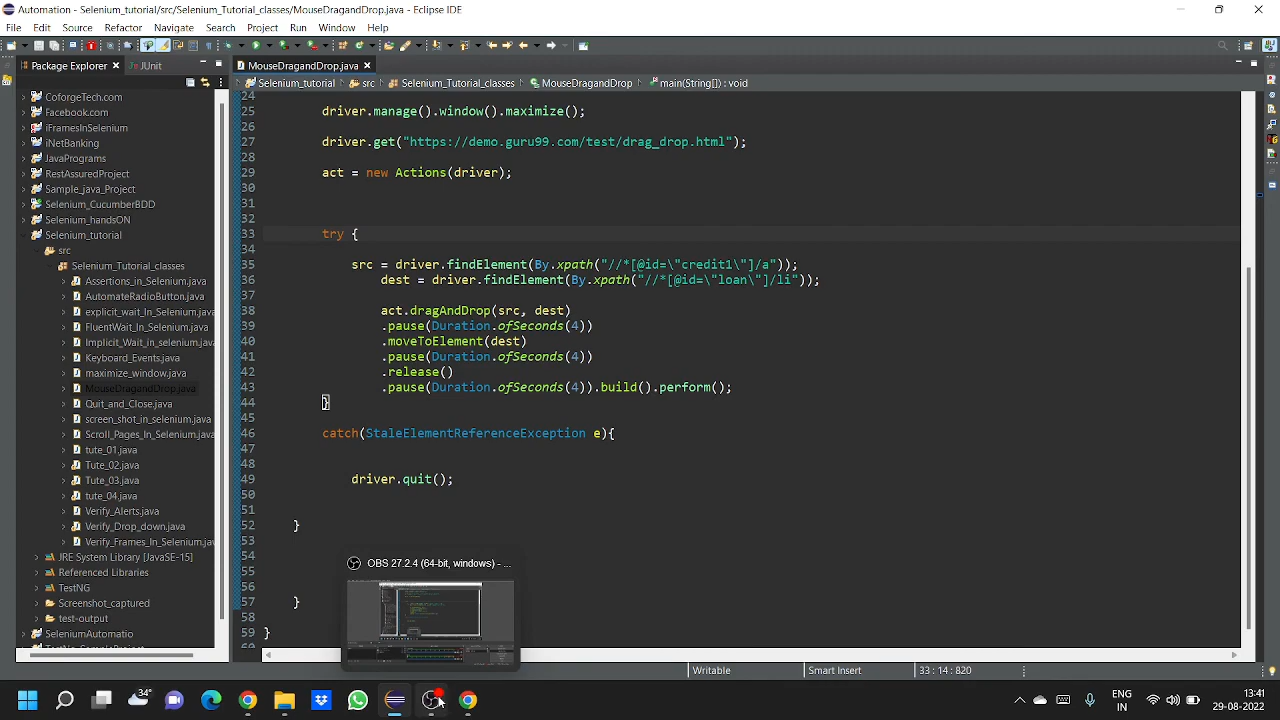 Automation - Selenium_Tutorial/src/Selenium_Tutorial_classes/MouseDragandDrop.java - Eclipse IDE
File Edit Source Refactor Navigate Search Project Run Window Help
Package Explorer JUnit
MouseDragandDrop.java
Selenium_tutorial src Selenium_Tutorial_classes MouseDragandDrop main(String[]) : void
CoforgeTech.com
Facebook.com
iFramesInSelenium
iNetBanking
JavaPrograms
RestAssuredProject
Sample_java_Project
Selenium_CucumberBDD
Selenium_handsON
Selenium_tutorial
src
Selenium_Tutorial_classes
Assertions_in_Selenium.java
AutomateRadioButton.java
explicit_wait_in_Selenium.java
FluentWait_In_Selenium.java
Implicit_Wait_in_Selenium.java
Keyboard_Events.java
maximize_window.java
MouseDragandDrop.java
Quit_and_Close.java
screen_shot_in_selenium.java
Scroll_Pages_In_Selenium.java
tute_01.java
Tute_02.java
Tute_03.java
tute_04.java
Verify_Alerts.java
Verify_Drop_down.java
Verify_Frames_In_Selenium.java
JRE System Library [JavaSE-15]
Referenced Libraries
TestNG
Screenshot_captured
test-output
SeleniumAutomatio
24
25 driver.manage().window().maximize();
26
27 driver.get("https://demo.guru99.com/test/drag_drop.html");
28
29 act = new Actions(driver);
30
31
32
33 try {
34
35 src = driver.findElement(By.xpath("//*[@id=\"credit1\"]/a"));
36 dest = driver.findElement(By.xpath("//*[@id=\"loan\"]/li"));
37
38 act.dragAndDrop(src, dest)
39 .pause(Duration.ofSeconds(4))
40 .moveToElement(dest)
41 .pause(Duration.ofSeconds(4))
42 .release()
43 .pause(Duration.ofSeconds(4)).build().perform();
44 }
45
46 catch(StaleElementReferenceException e){
47
48
49 driver.quit();
50
51
52 }
53
54
55
56
57 }
58
59 }
OBS 27.2.4 (64-bit, windows) - ...
Writable Smart Insert 33 : 14 : 820
34°
ENG
IN
13:41
29-08-2022